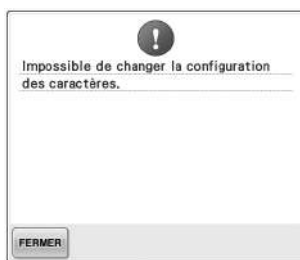 Impossible de changer la configuration
des caractères.
FERMER